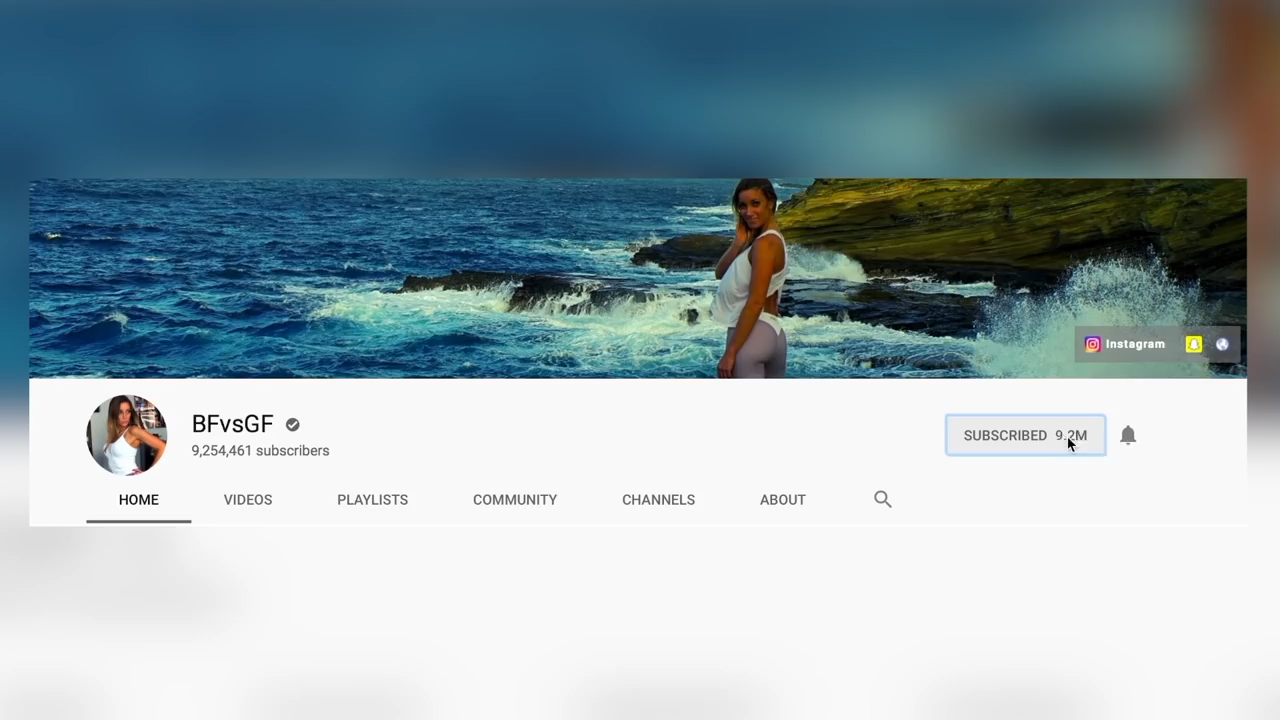 Instagram
BFvsGF
9,254,461 subscribers
SUBSCRIBED 9.2M
HOME VIDEOS PLAYLISTS COMMUNITY CHANNELS ABOUT